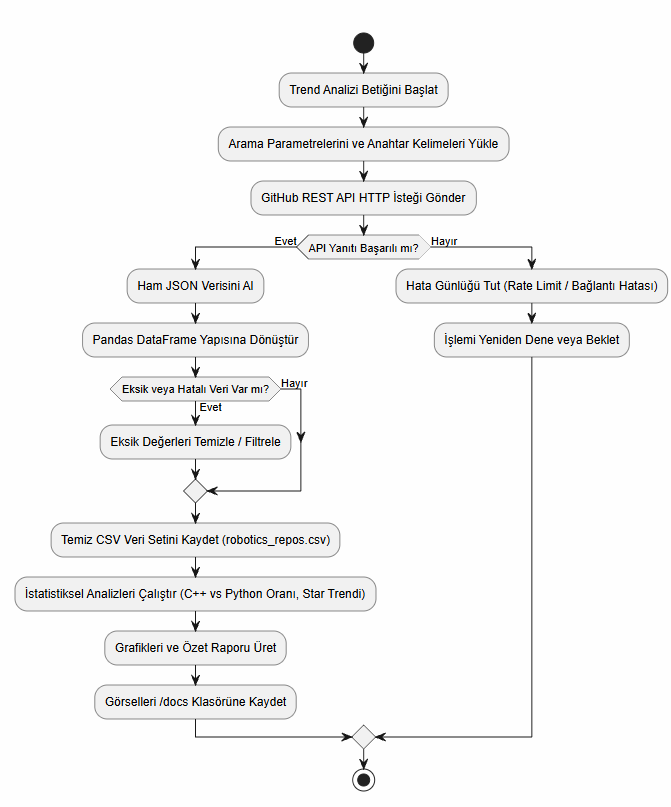 Trend Analizi Betiğini Başlat
Arama Parametrelerini ve Anahtar Kelimeleri Yükle
GitHub REST API HTTP İsteği Gönder
API Yanıtı Başarılı mı?
Evet
Hayır
Ham JSON Verisini Al
Pandas DataFrame Yapısına Dönüştür
Eksik veya Hatalı Veri Var mı?
Hayır
Evet
Eksik Değerleri Temizle / Filtrele
Temiz CSV Veri Setini Kaydet (robotics_repos.csv)
İstatistiksel Analizleri Çalıştır (C++ vs Python Oranı, Star Trendi)
Grafikleri ve Özet Raporu Üret
Görselleri /docs Klasörüne Kaydet
Hata Günlüğü Tut (Rate Limit / Bağlantı Hatası)
İşlemi Yeniden Dene veya Beklet